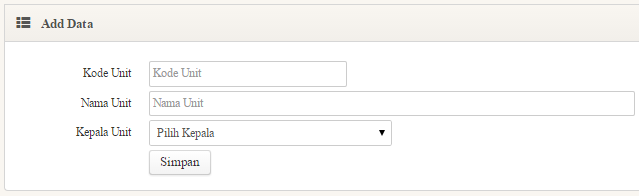 Add Data
Kode Unit Kode Unit
Nama Unit Nama Unit
Kepala Unit Pilih Kepala
Simpan